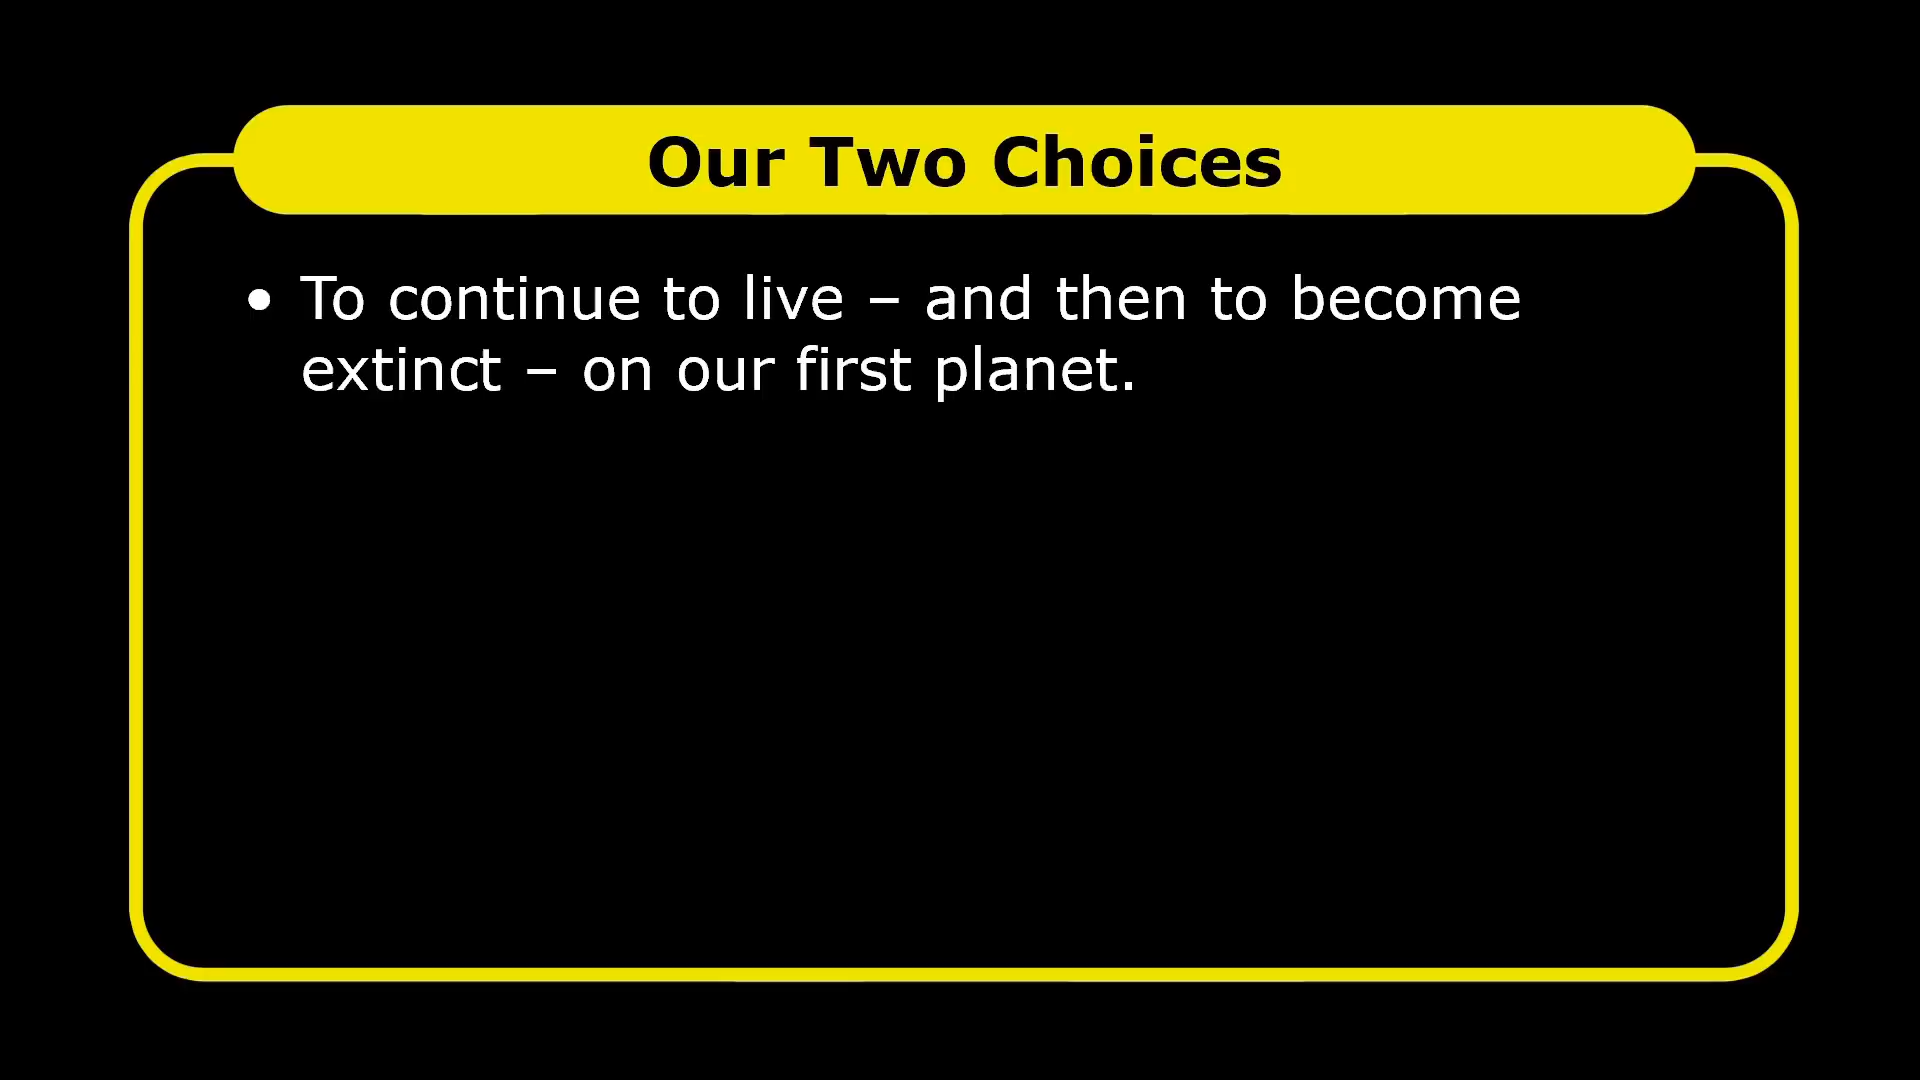 Our Two Choices
• To continue to live – and then to become
extinct – on our first planet.